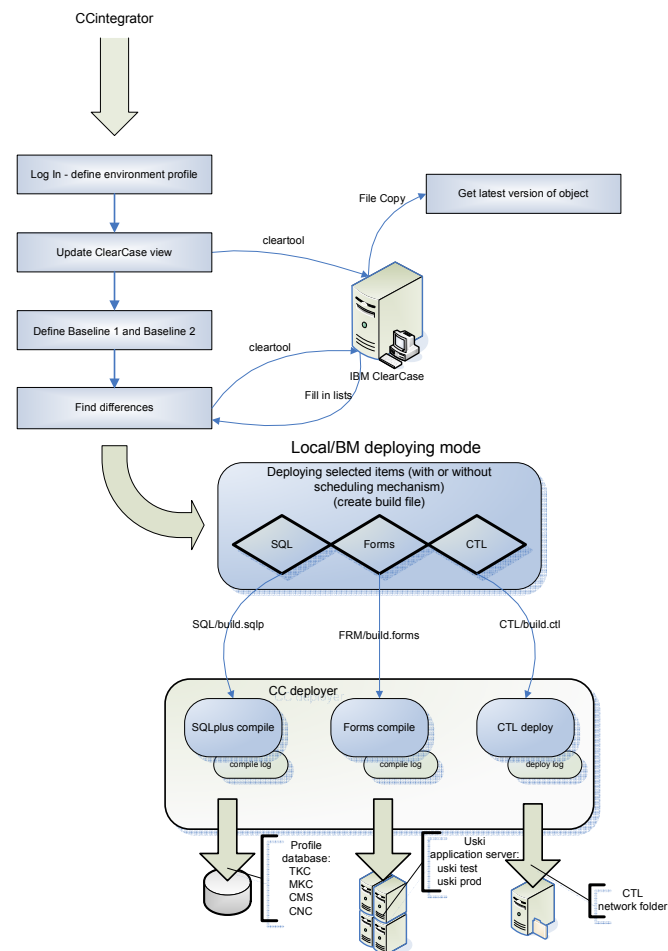 CCintegrator
Log In - define environment profile
File Copy
Get latest version of object
Update ClearCase view
cleartool
Define Baseline 1 and Baseline 2
cleartool
IBM ClearCase
Find differences
Fill in lists
Local/BM deploying mode
Deploying selected items (with or without
scheduling mechanism)
(create build file)
SQL
Forms
CTL
SQL/build.sqlp
FRM/build.forms
CTL/build.ctl
CC deployer
SQLplus compile
Forms compile
CTL deploy
compile log
compile log
deploy log
Profile
database:
TKC
MKC
CMS
CNC
Uski
application server:
uski test
uski prod
CTL
network folder